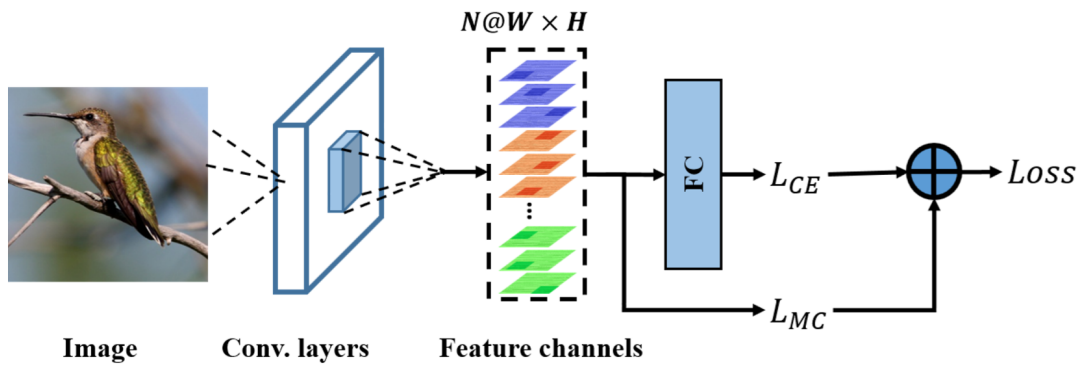 N@W × H
FC
L_CE
Loss
L_MC
Image
Conv. layers
Feature channels